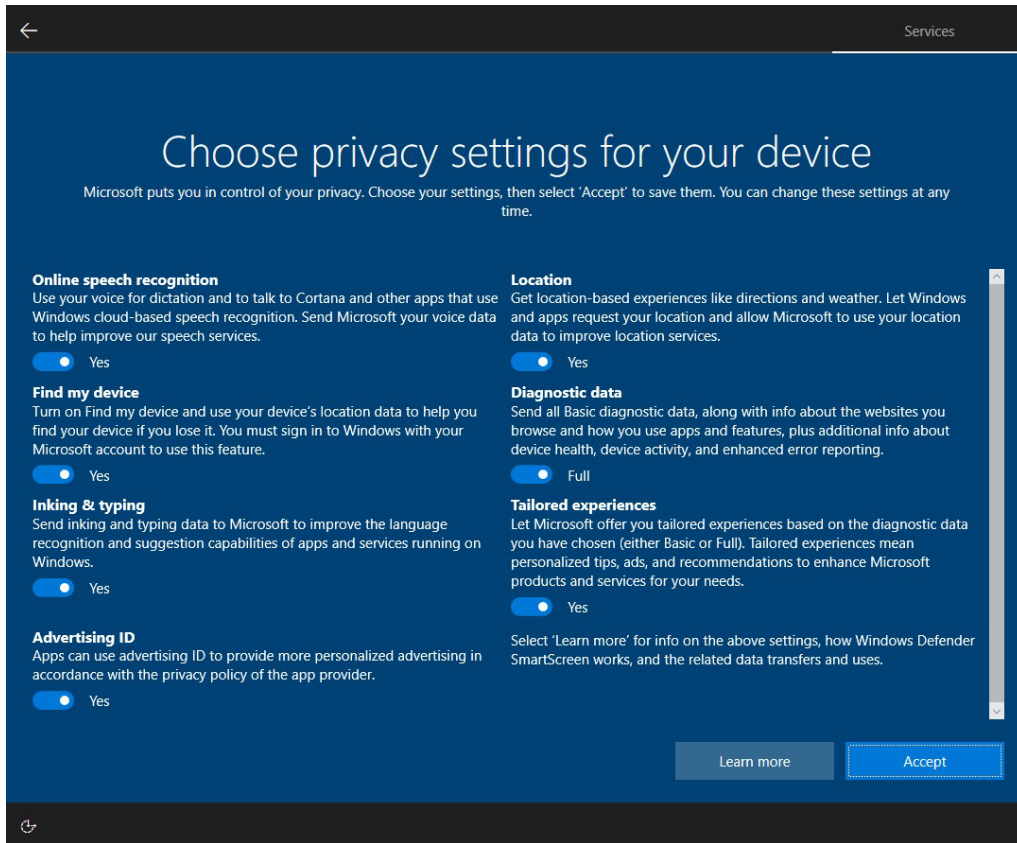 Services
Choose privacy settings for your device
Microsoft puts you in control of your privacy. Choose your settings, then select ‘Accept’ to save them. You can change these settings at any
time.
Online speech recognition
Use your voice for dictation and to talk to Cortana and other apps that use
Windows cloud-based speech recognition. Send Microsoft your voice data
to help improve our speech services.
Yes
Find my device
Turn on Find my device and use your device’s location data to help you
find your device if you lose it. You must sign in to Windows with your
Microsoft account to use this feature.
Yes
Inking & typing
Send inking and typing data to Microsoft to improve the language
recognition and suggestion capabilities of apps and services running on
Windows.
Yes
Advertising ID
Apps can use advertising ID to provide more personalized advertising in
accordance with the privacy policy of the app provider.
Yes
Location
Get location-based experiences like directions and weather. Let Windows
and apps request your location and allow Microsoft to use your location
data to improve location services.
Yes
Diagnostic data
Send all Basic diagnostic data, along with info about the websites you
browse and how you use apps and features, plus additional info about
device health, device activity, and enhanced error reporting.
Full
Tailored experiences
Let Microsoft offer you tailored experiences based on the diagnostic data
you have chosen (either Basic or Full). Tailored experiences mean
personalized tips, ads, and recommendations to enhance Microsoft
products and services for your needs.
Yes
Select ‘Learn more’ for info on the above settings, how Windows Defender
SmartScreen works, and the related data transfers and uses.
Learn more
Accept